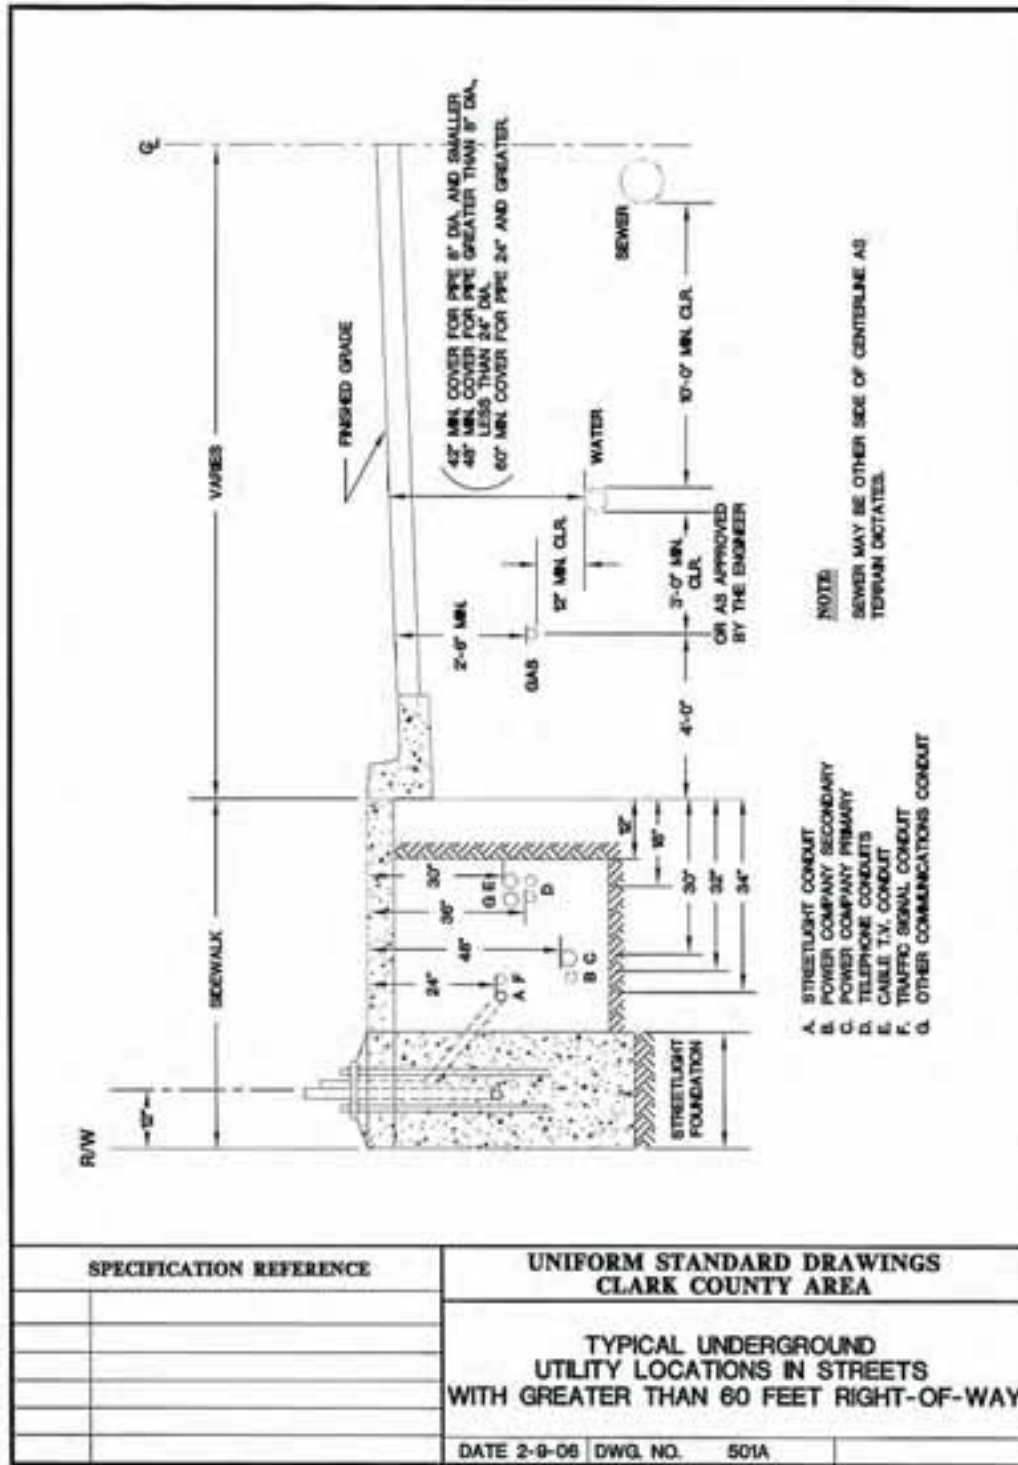 ℄
VARIES
SIDEWALK
R/W
12"
FINISHED GRADE
42" MIN. COVER FOR PIPE 8" DIA. AND SMALLER
48" MIN. COVER FOR PIPE GREATER THAN 8" DIA.,
LESS THAN 24" DIA.
60" MIN. COVER FOR PIPE 24" AND GREATER.
2'-6" MIN.
12" MIN. CLR.
GAS
WATER
SEWER
30"
36"
48"
24"
G E
D
B C
A F
4'-0"
3'-0" MIN.
CLR.
10'-0" MIN. CLR.
OR AS APPROVED
BY THE ENGINEER
12"
18"
30"
32"
34"
STREETLIGHT
FOUNDATION
A. STREETLIGHT CONDUIT
B. POWER COMPANY SECONDARY
C. POWER COMPANY PRIMARY
D. TELEPHONE CONDUITS
E. CABLE T.V. CONDUIT
F. TRAFFIC SIGNAL CONDUIT
G. OTHER COMMUNICATIONS CONDUIT
NOTE:
SEWER MAY BE OTHER SIDE OF CENTERLINE AS
TERRAIN DICTATES.
SPECIFICATION REFERENCE
UNIFORM STANDARD DRAWINGS
CLARK COUNTY AREA
TYPICAL UNDERGROUND
UTILITY LOCATIONS IN STREETS
WITH GREATER THAN 60 FEET RIGHT-OF-WAY
DATE 2-9-06 DWG. NO. 501A